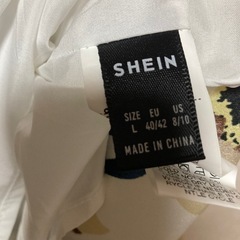 SHEIN
SIZE EU US
L 40/42 8/10
MADE IN CHINA